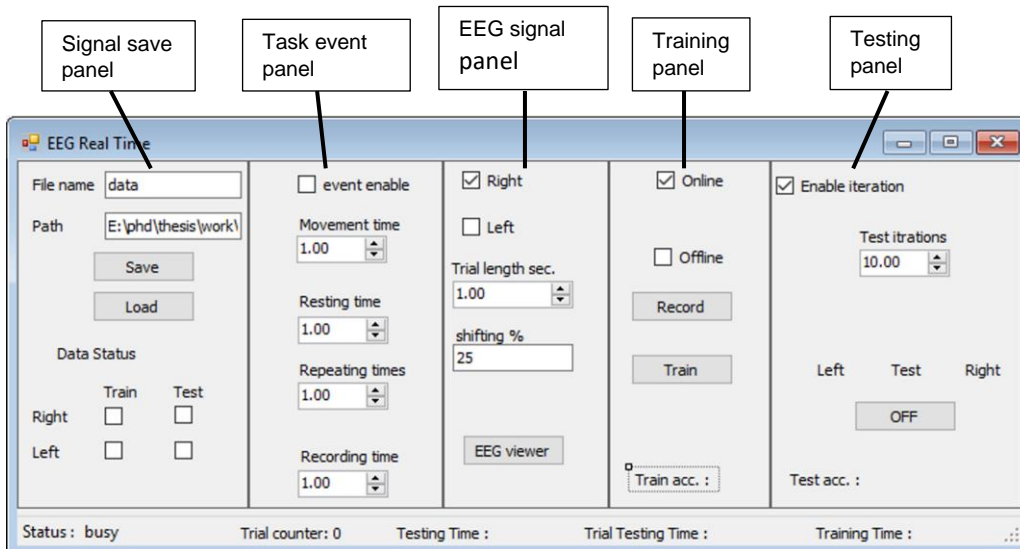 Signal save
panel
Task event
panel
EEG signal
panel
Training
panel
Testing
panel
EEG Real Time
File name data
Path E:\phd\thesis\work\
Save
Load
Data Status
Train Test
Right
Left
event enable
Movement time
1.00
Resting time
1.00
Repeating times
1.00
Recording time
1.00
Right
Left
Trial length sec.
1.00
shifting %
25
EEG viewer
Online
Offline
Record
Train
Train acc. :
Enable iteration
Test itrations
10.00
Left Test Right
OFF
Test acc. :
Status : busy Trial counter: 0 Testing Time : Trial Testing Time : Training Time :